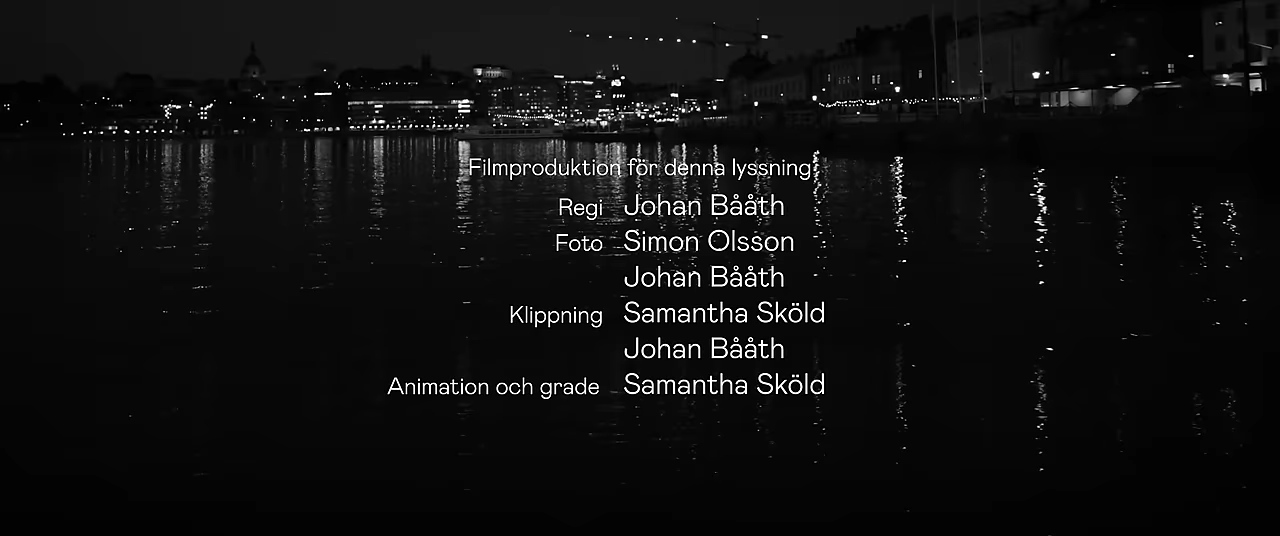 Filmproduktion för denna lyssning
Regi Johan Bååth
Foto Simon Olsson
Johan Bååth
Klippning Samantha Sköld
Johan Bååth
Animation och grade Samantha Sköld